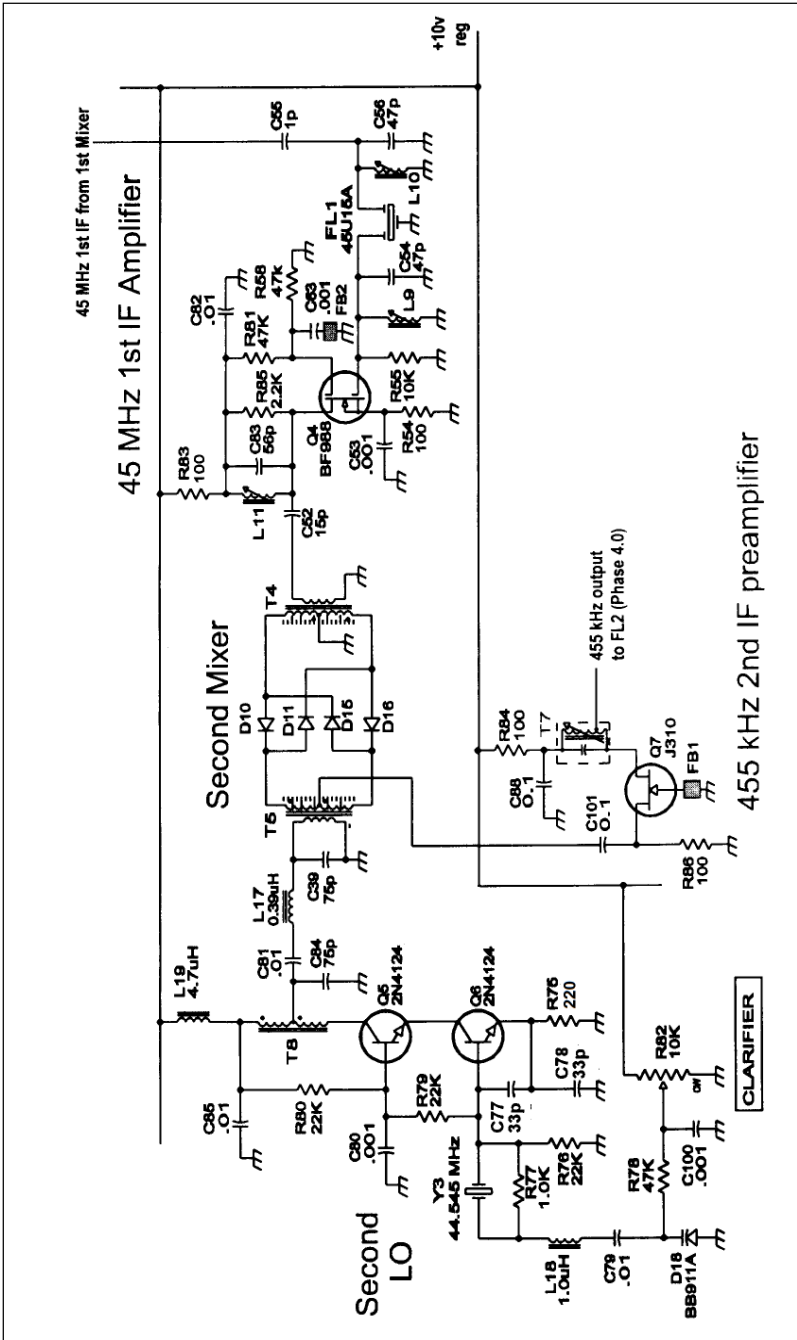 +10v
reg
45 MHz 1st IF from 1st Mixer
45 MHz 1st IF Amplifier
C55
1p
C56
47p
L10
FL1
45U15A
C54
47p
L9
R58
47k
C82
.01
R81
47K
C63
.001
FB2
R85
2.2K
C83
56p
R55
10K
Q4
BF988
R54
100
C53
.001
R83
100
L11
C52
15p
T4
Second Mixer
D10
D11
D15
D16
T5
455 kHz output
to FL2 (Phase 4.0)
T7
R84
100
C88
0.1
Q7
J310
FB1
C101
0.1
R86
100
455 kHz 2nd IF preamplifier
C39
75p
L17
0.39uH
C81
.01
C84
75p
L19
4.7uH
T8
Q5
2N4124
Q6
2N4124
R75
220
C78
33p
C77
33p
R79
22K
R80
22K
C85
.01
C80
.001
R76
22K
R77
1.0K
Y3
44.545 MHz
Second
LO
L18
1.0uH
C79
.01
D18
BB911A
R78
47K
C100
.001
R82
10K
CW
CLARIFIER